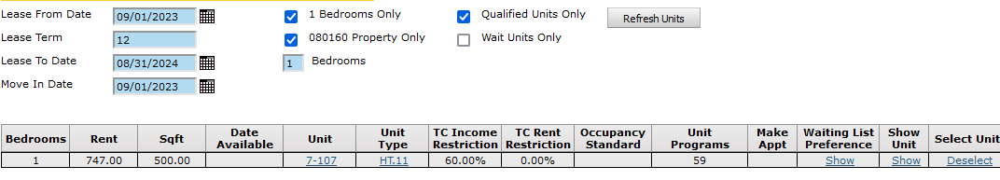 Lease From Date 09/01/2023 1 Bedrooms Only Qualified Units Only Refresh Units
Lease Term 12 080160 Property Only Wait Units Only
Lease To Date 08/31/2024 1 Bedrooms
Move In Date 09/01/2023
Bedrooms Rent Sqft Date Available Unit Unit Type TC Income Restriction TC Rent Restriction Occupancy Standard Unit Programs Make Appt Waiting List Preference Show Unit Select Unit
1 747.00 500.00 7-107 HT.11 60.00% 0.00% 59 Show Show Deselect